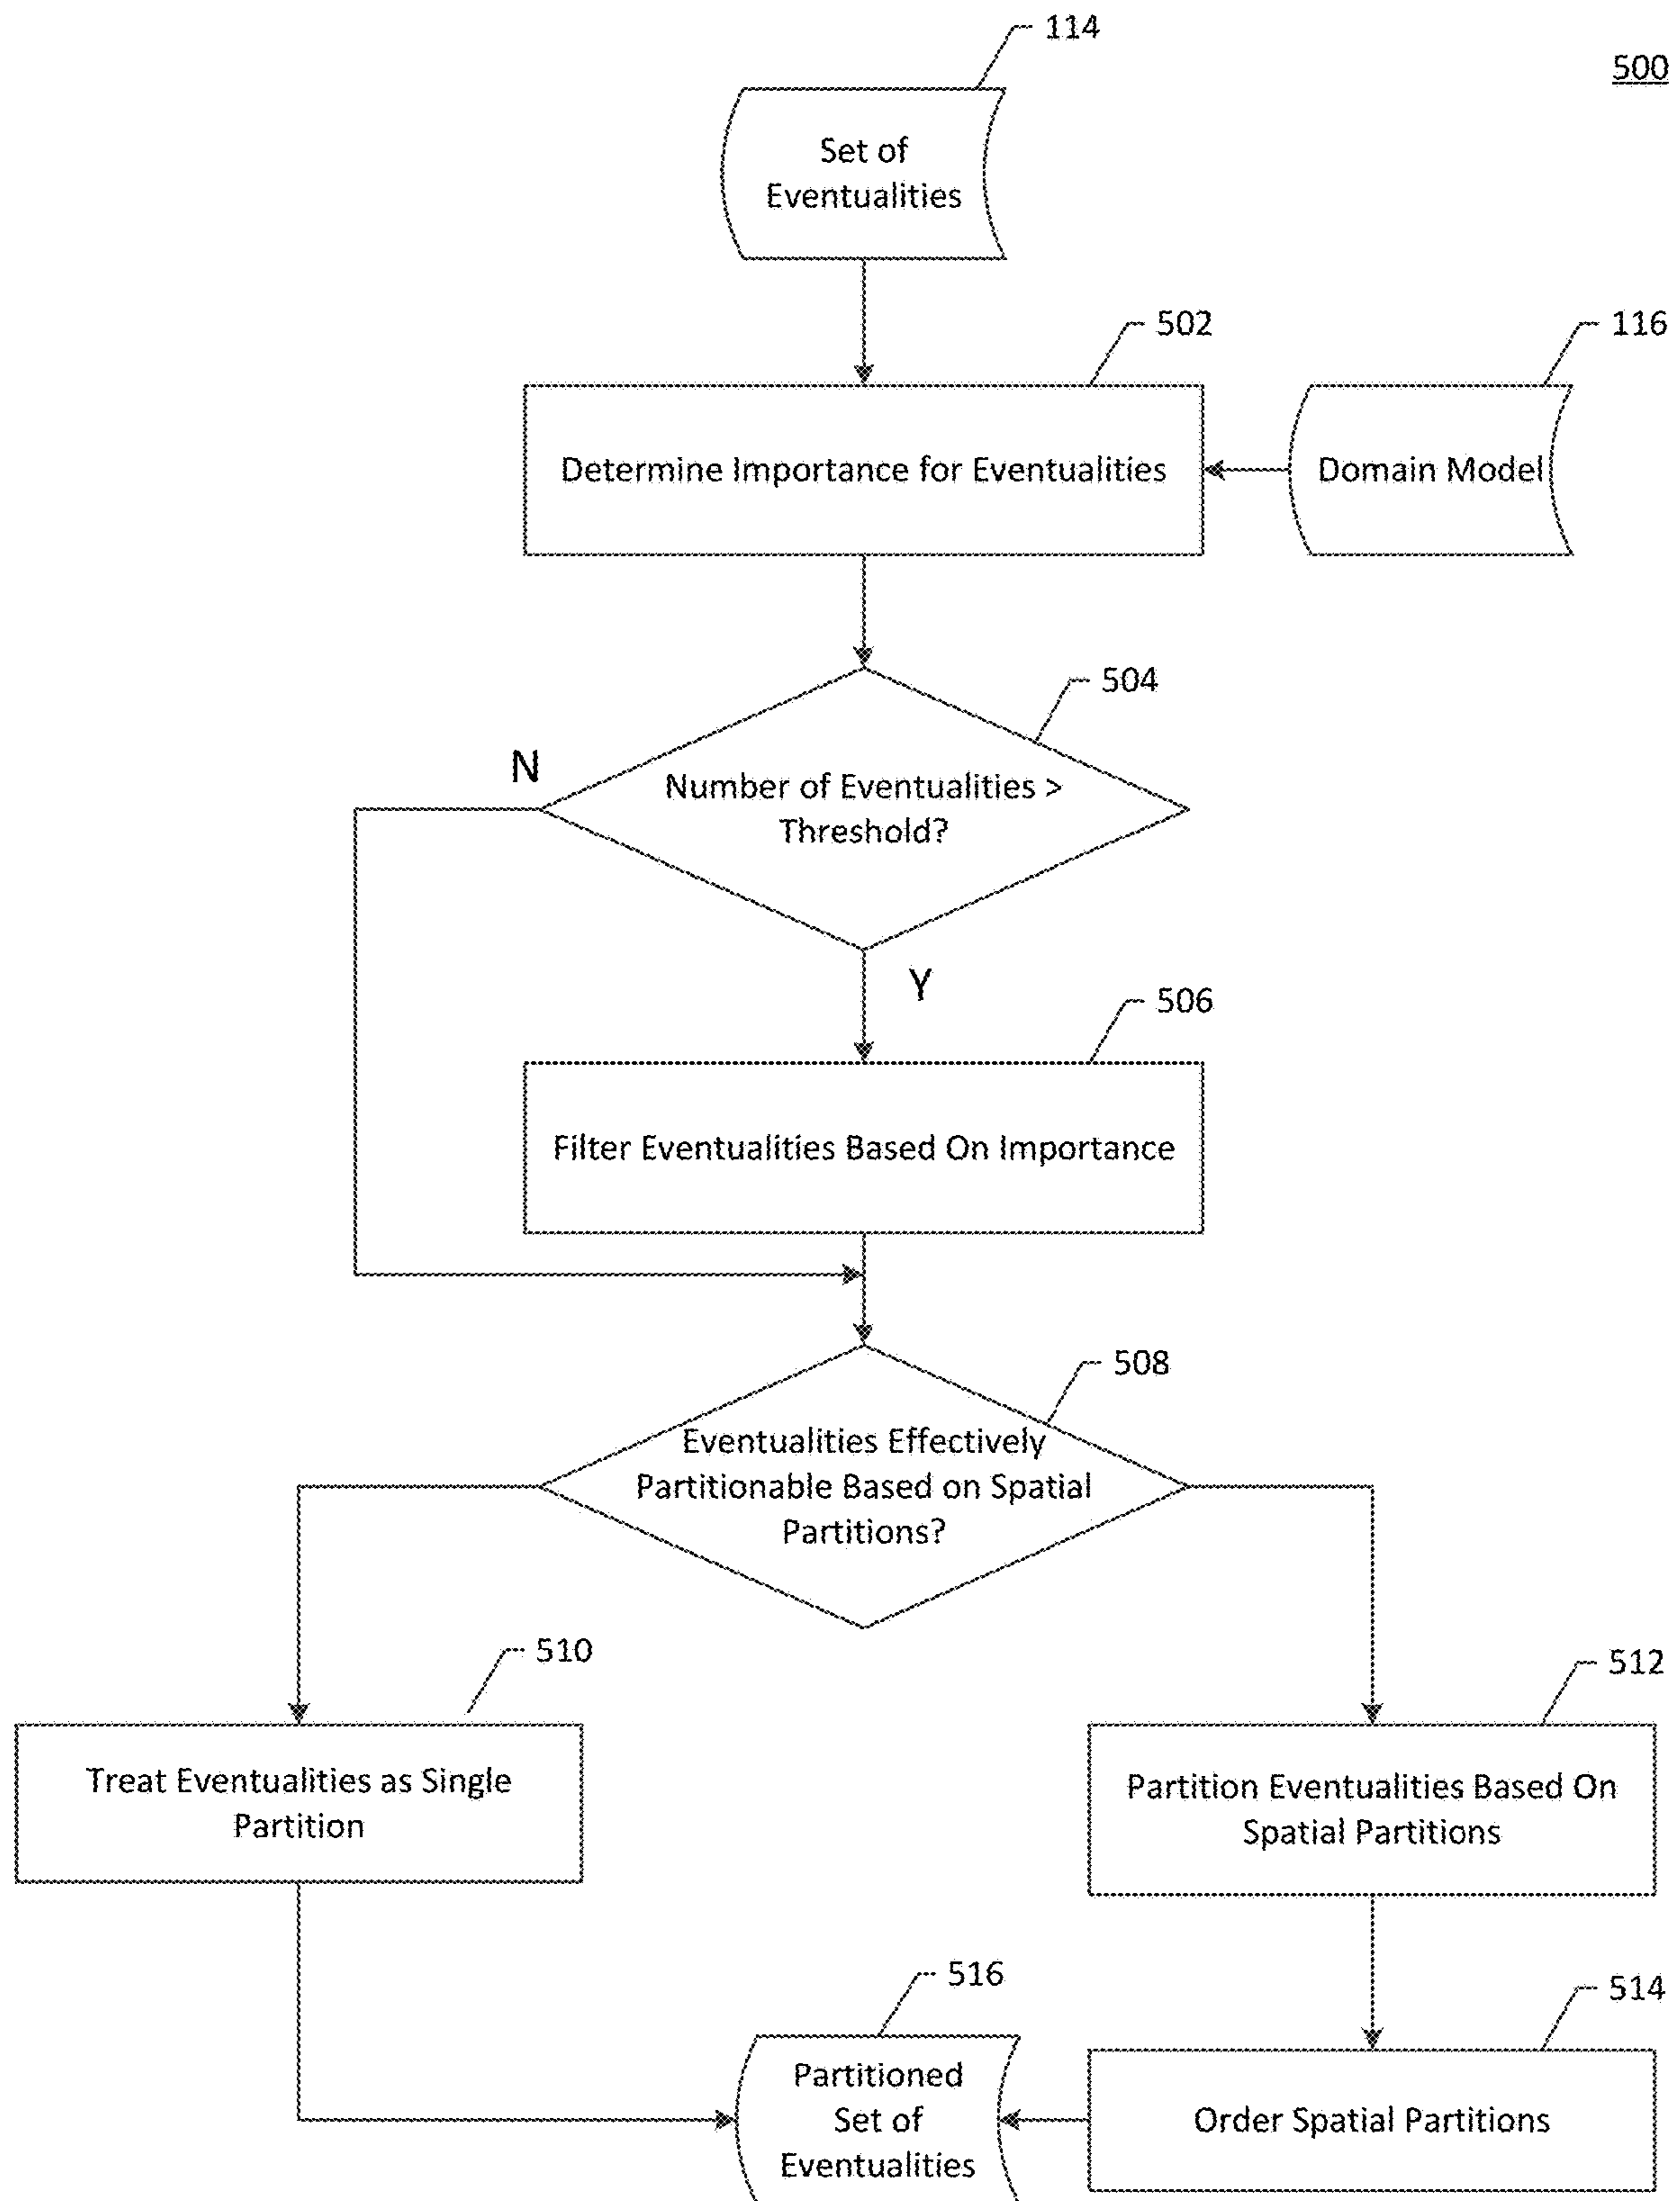 114
500
Set of
Eventualities
502
116
Determine Importance for Eventualities
Domain Model
504
N
Number of Eventualities >
Threshold?
Y
506
Filter Eventualities Based On Importance
508
Eventualities Effectively
Partitionable Based on Spatial
Partitions?
510
512
Treat Eventualities as Single
Partition
Partition Eventualities Based On
Spatial Partitions
516
514
Partitioned
Set of
Eventualities
Order Spatial Partitions